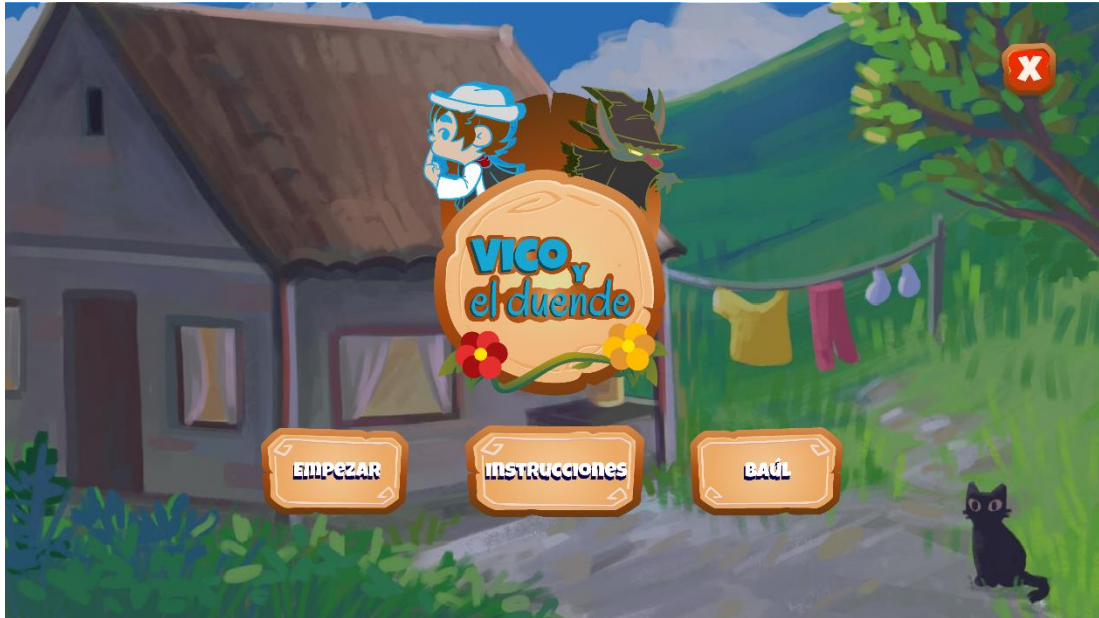 X
VICO
Y
el duende
EMPEZAR
INSTRUCCIONES
BAÚL